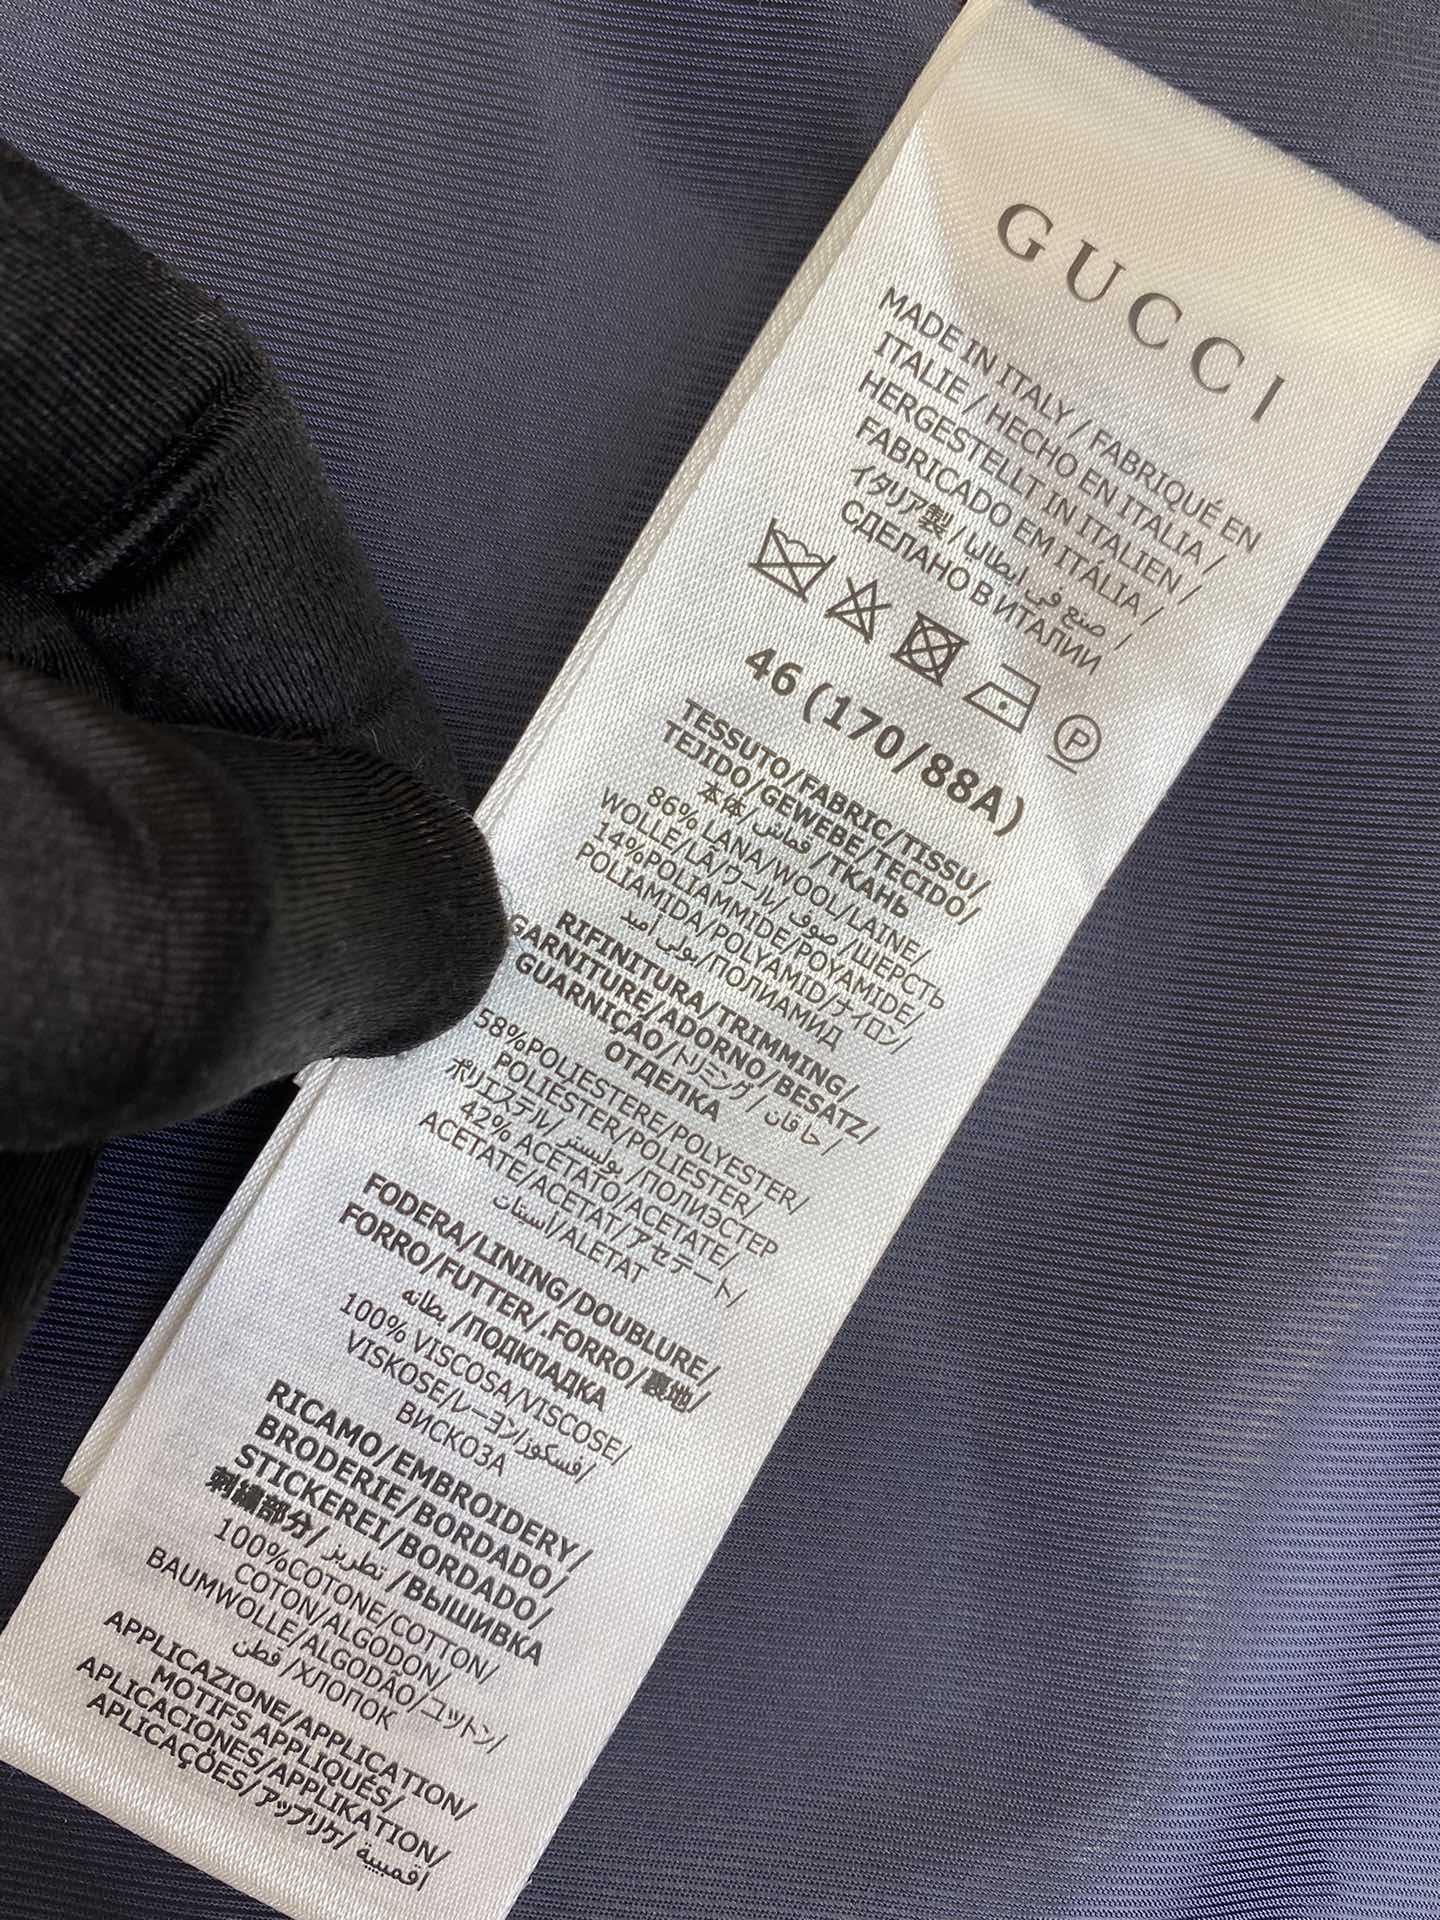 GUCCI
MADE IN ITALY / FABRIQUÉ EN
ITALIE / HECHO EN ITALIA /
HERGESTELLT IN ITALIEN /
FABRICADO EM ITÁLIA /
イタリア製 / صنع في ايطاليا /
СДЕЛАНО В ИТАЛИИ
P
46 (170/88A)
TESSUTO/FABRIC/TISSU/
TEJIDO/GEWEBE/TECIDO/
本体/ قماش /ТКАНЬ
86% LANA/WOOL/LAINE/
WOLLE/LÃ/ウール/ صوف /ШЕРСТЬ
14%POLIAMMIDE/POYAMIDE/
POLIAMIDA/POLYAMID/ナイロン/
بولي أميد/ПОЛИАМИД
RIFINITURA/TRIMMING/
GARNITURE/ADORNO/BESATZ/
GUARNIÇÃO/トリミング/ حافات/
ОТДЕЛКА
58%POLIESTERE/POLYESTER/
POLIESTER/POLIESTER/
ポリエステル/ بوليستر /ПОЛИЭСТЕР
42% ACETATO/ACETATE/
ACETATE/ACETAT/アセテート/
اسيتات/ALETAT
FODERA/LINING/DOUBLURE/
FORRO/FUTTER/.FORRO/裏地/
بطانه /ПОДКЛАДКА
100% VISCOSA/VISCOSE/
VISKOSE/レーヨン/فسكوز/
ВИСКОЗА
RICAMO/EMBROIDERY/
BRODERIE/BORDADO/
STICKEREI/BORDADO/
刺繍部分/ تطريز /ВЫШИВКА
100%COTONE/COTTON/
COTON/ALGODON/
BAUMWOLLE/ALGODÃO/コットン/
قطن /ХЛОПОК
APPLICAZIONE/APPLICATION/
MOTIFS APPLIQUÉS/
APLICACIONES/APPLIKATION/
APLICAÇÕES/アップリケ/